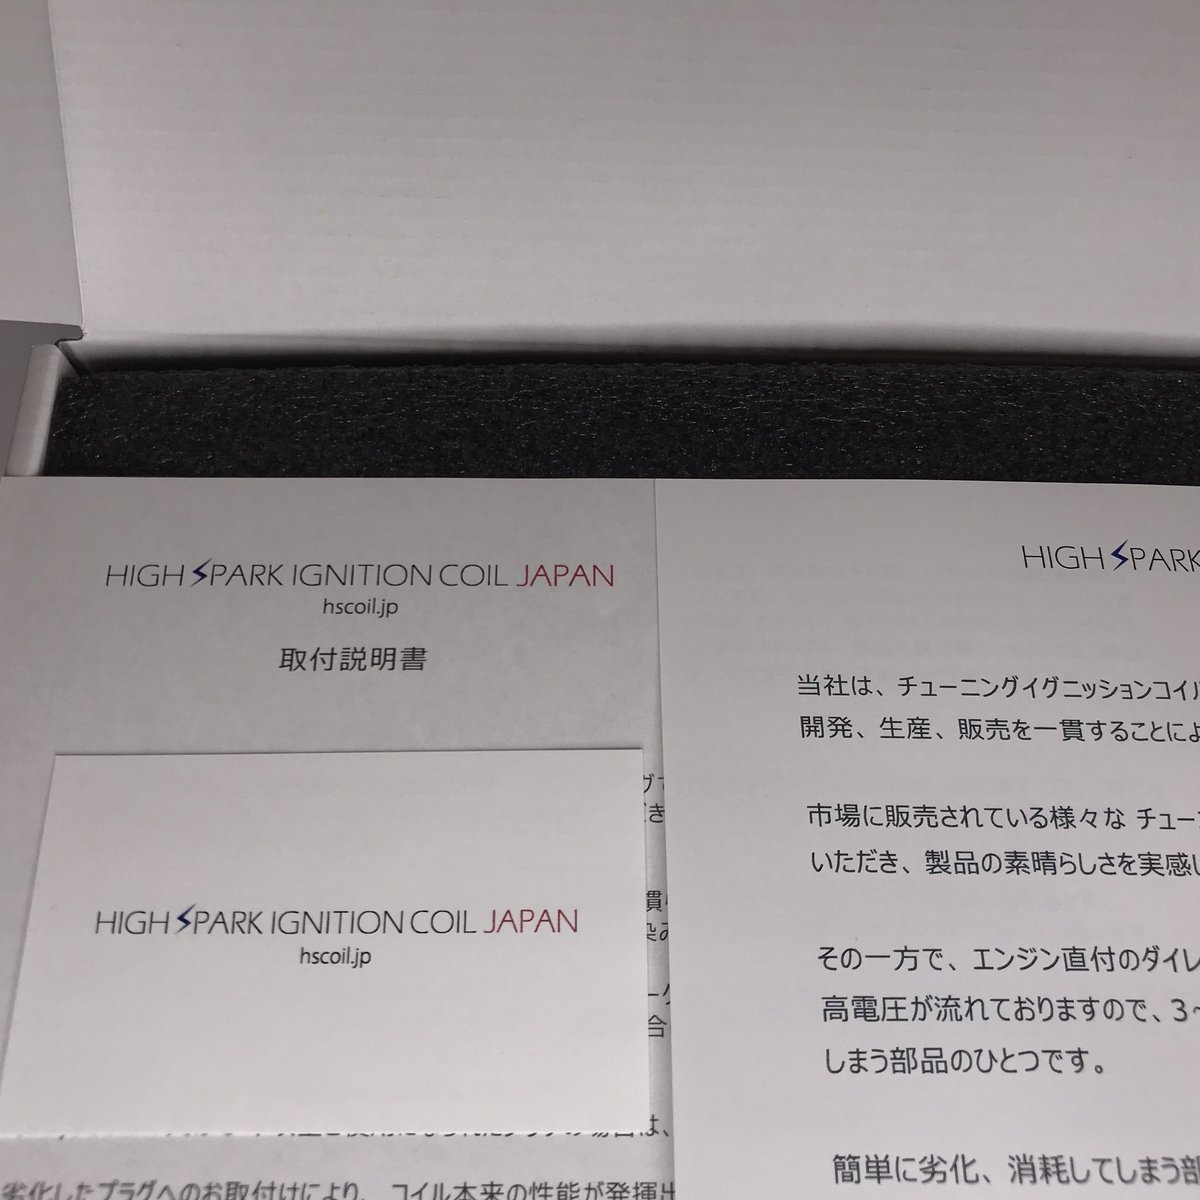 HIGH SPARK IGNITION COIL JAPAN
hscoil.jp
取付説明書
HIGH SPARK IGNITION COIL JAPAN
hscoil.jp
劣化したプラグへのお取付けにより、コイル本来の性能が発揮出
HIGH SPARK
当社は、チューニングイグニッションコイル
開発、生産、販売を一貫することによ
市場に販売されている様々な チュー
いただき、製品の素晴らしさを実感し
その一方で、エンジン直付のダイレ
高電圧が流れておりますので、3~
しまう部品のひとつです。
簡単に劣化、消耗してしまう部